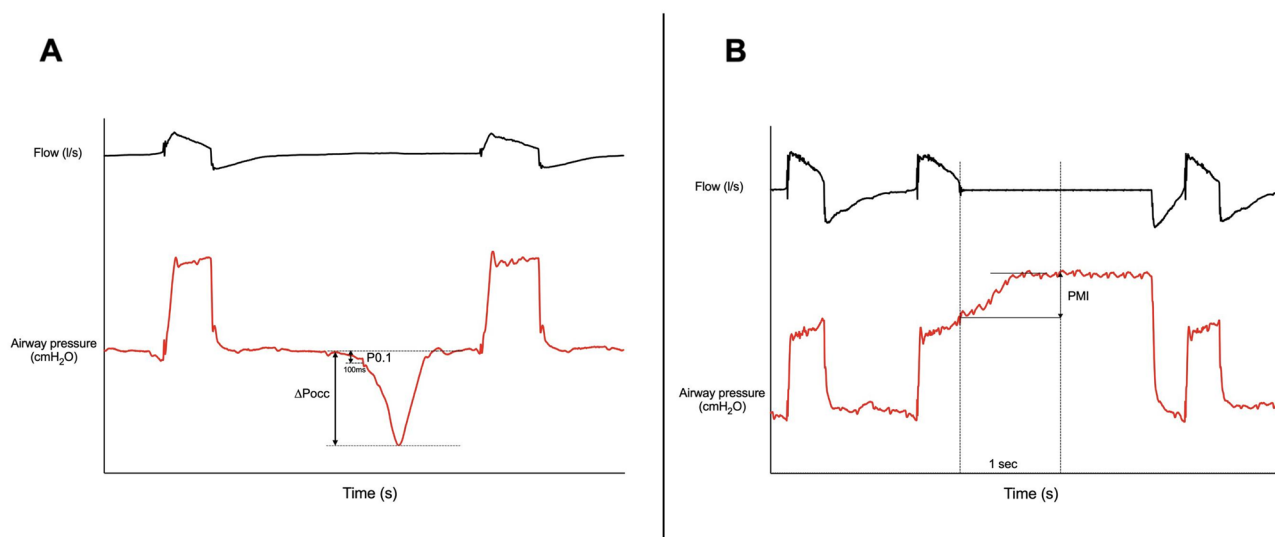 A
Flow (l/s)
Airway pressure
(cmH₂O)
P0.1
100ms
ΔPocc
Time (s)
B
Flow (l/s)
PMI
Airway pressure
(cmH₂O)
1 sec
Time (s)